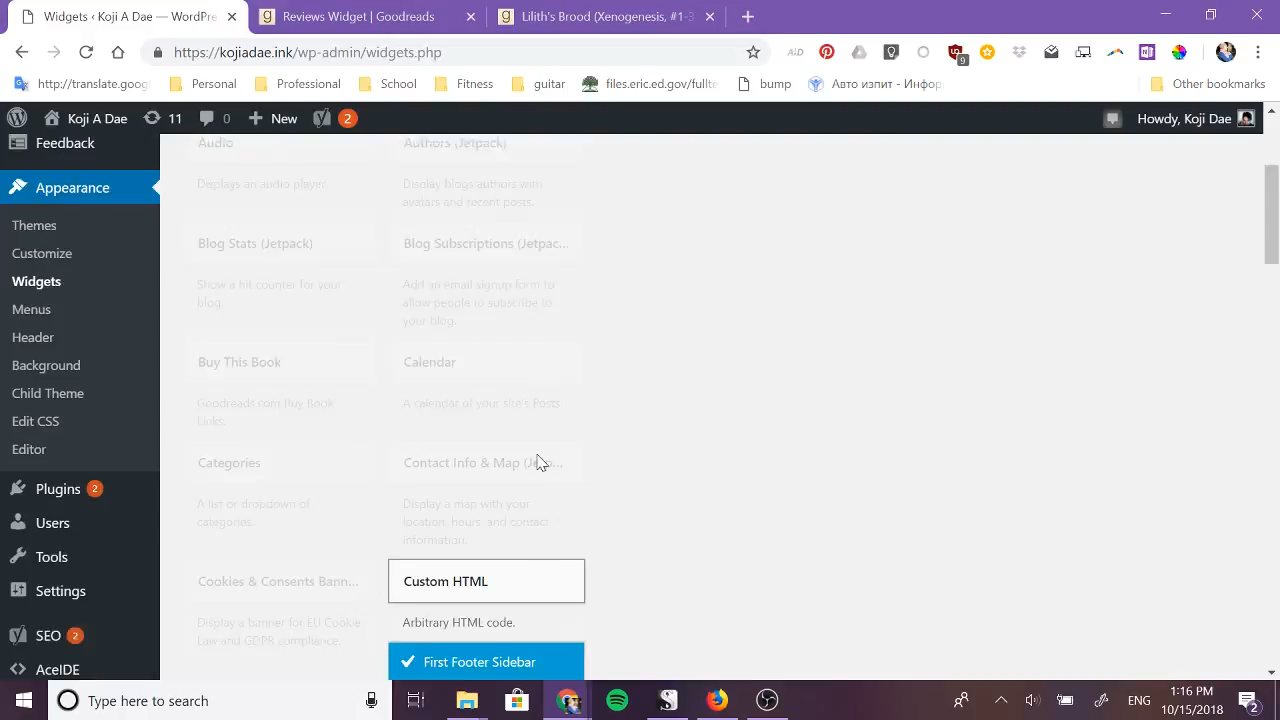 Koji A Dae — WordPre
Reviews Widget | Goodreads
Lilith's Brood (Xenogenesis, #1-3
https://kojiadae.ink/wp-admin/widgets.php
9
http://translate.goog
Personal
Professional
School
Fitness
guitar
files.eric.ed.gov/fullte
bump
Авто изпит - Инфор
Other bookmarks
Koji A Dae
11
0
New
2
Howdy, Koji Dae
Feedback
Appearance
Themes
Customize
Widgets
Menus
Header
Background
Child Theme
Edit CSS
Editor
Plugins 2
Users
Tools
Settings
SEO 2
AceIDE
Audio
Displays an audio player.
Authors (Jetpack)
Display blogs authors with
avatars and recent posts.
Blog Stats (Jetpack)
Show a hit counter for your
blog.
Blog Subscriptions (Jetpac...
Add an email signup form to
allow people to subscribe to
your blog.
Buy This Book
Goodreads.com Buy Book
Links.
Calendar
A calendar of your site's Posts.
Categories
A list or dropdown of
categories.
Contact Info & Map (Je
Display a map with your
location, hours, and contact
information.
Cookies & Consents Bann...
Display a banner for EU Cookie
Law and GDPR compliance.
Custom HTML
Arbitrary HTML code.
First Footer Sidebar
Type here to search
ENG
1:16 PM
10/15/2018
2